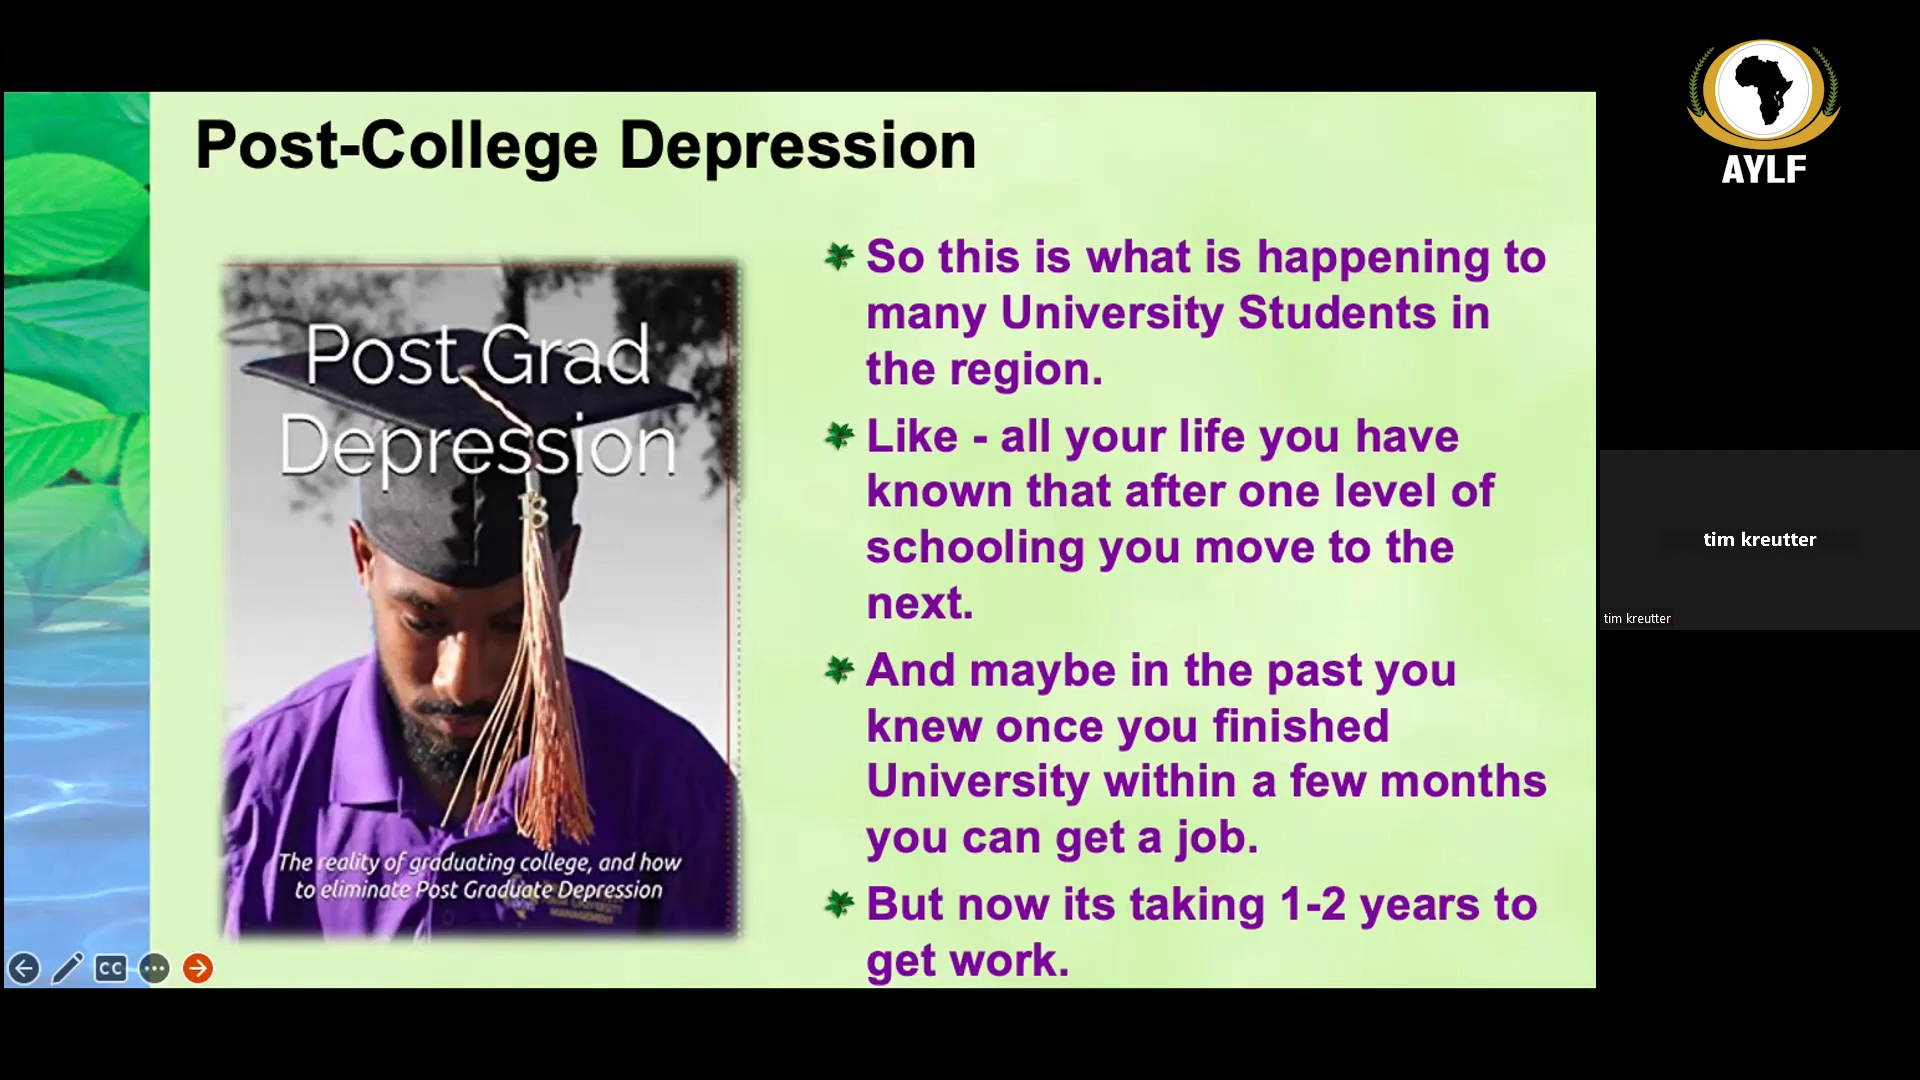 Post-College Depression
Post Grad
Depression
The reality of graduating college, and how
to eliminate Post Graduate Depression
So this is what is happening to
many University Students in
the region.
Like - all your life you have
known that after one level of
schooling you move to the
next.
And maybe in the past you
knew once you finished
University within a few months
you can get a job.
But now its taking 1-2 years to
get work.
CC
AYLF
tim kreutter
tim kreutter